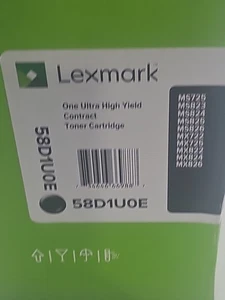 Lexmark
One Ultra High Yield
Contract
Toner Cartridge
58D1U0E
58D1U0E
MS725
MS823
MS824
MS825
MS826
MX722
MX725
MX822
MX824
MX826